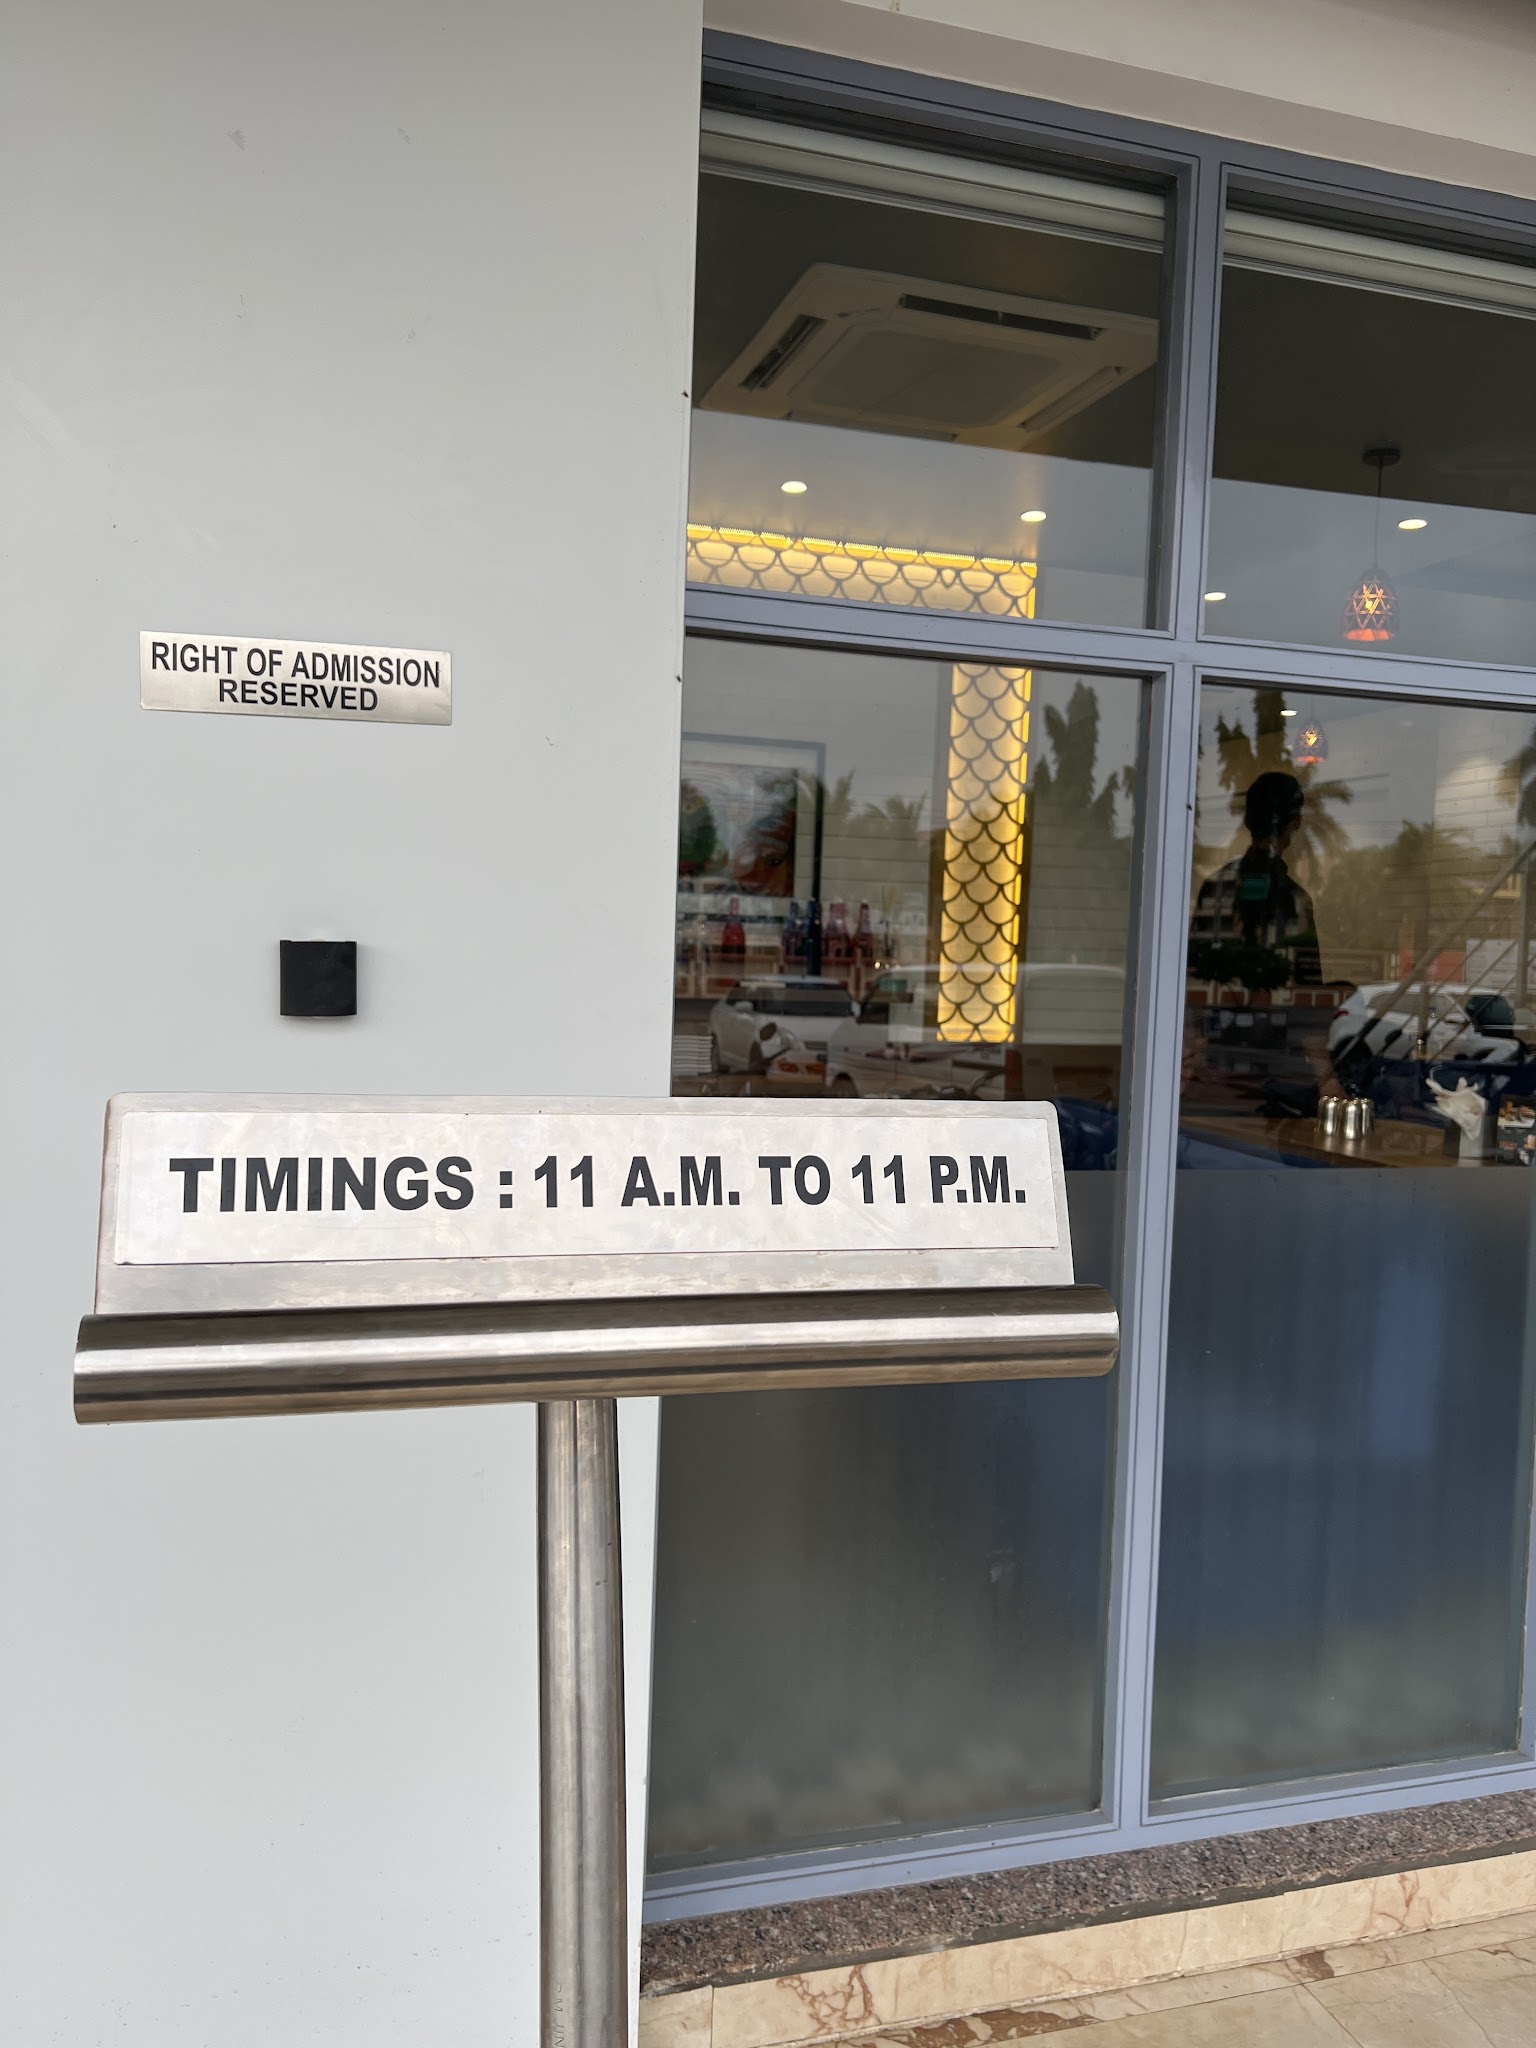 RIGHT OF ADMISSION
RESERVED
TIMINGS : 11 A.M. TO 11 P.M.